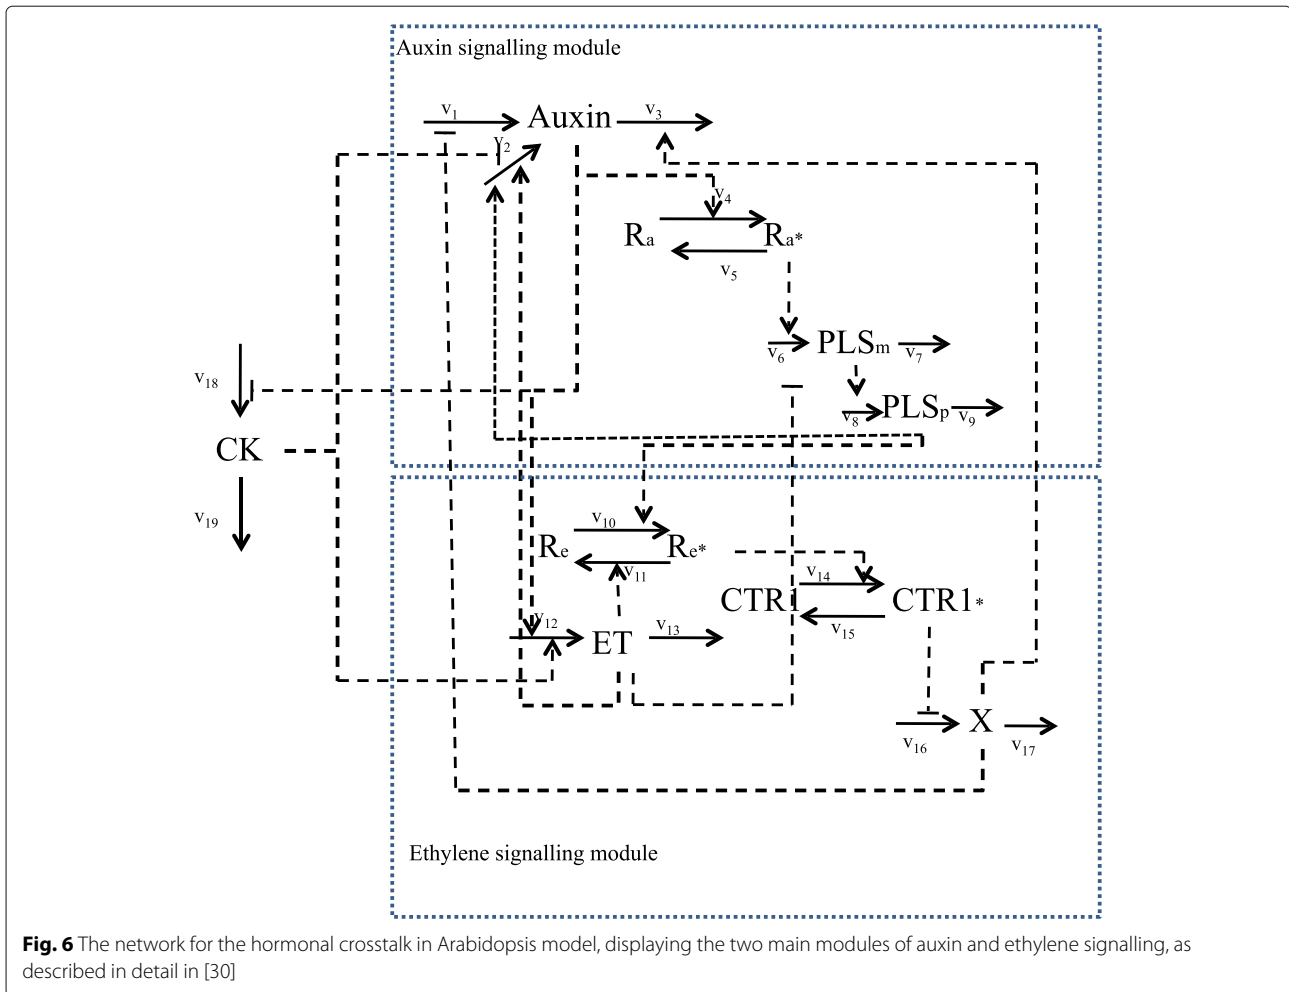 Auxin signalling module
v1
Auxin
v3
v2
v4
Ra
Ra*
v5
v6
PLSm
v7
v8
PLSp
v9
v18
CK
v19
v10
Re
Re*
v11
v14
CTR1
CTR1*
v15
v12
ET
v13
v16
X
v17
Ethylene signalling module
Fig. 6 The network for the hormonal crosstalk in Arabidopsis model, displaying the two main modules of auxin and ethylene signalling, as
described in detail in [30]